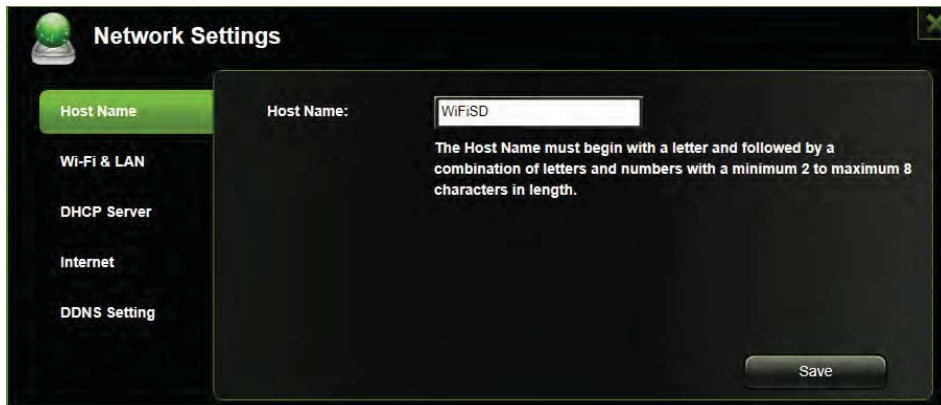 Network Settings
Host Name
Wi-Fi & LAN
DHCP Server
Internet
DDNS Setting
Host Name:
WiFiSD
The Host Name must begin with a letter and followed by a
combination of letters and numbers with a minimum 2 to maximum 8
characters in length.
Save